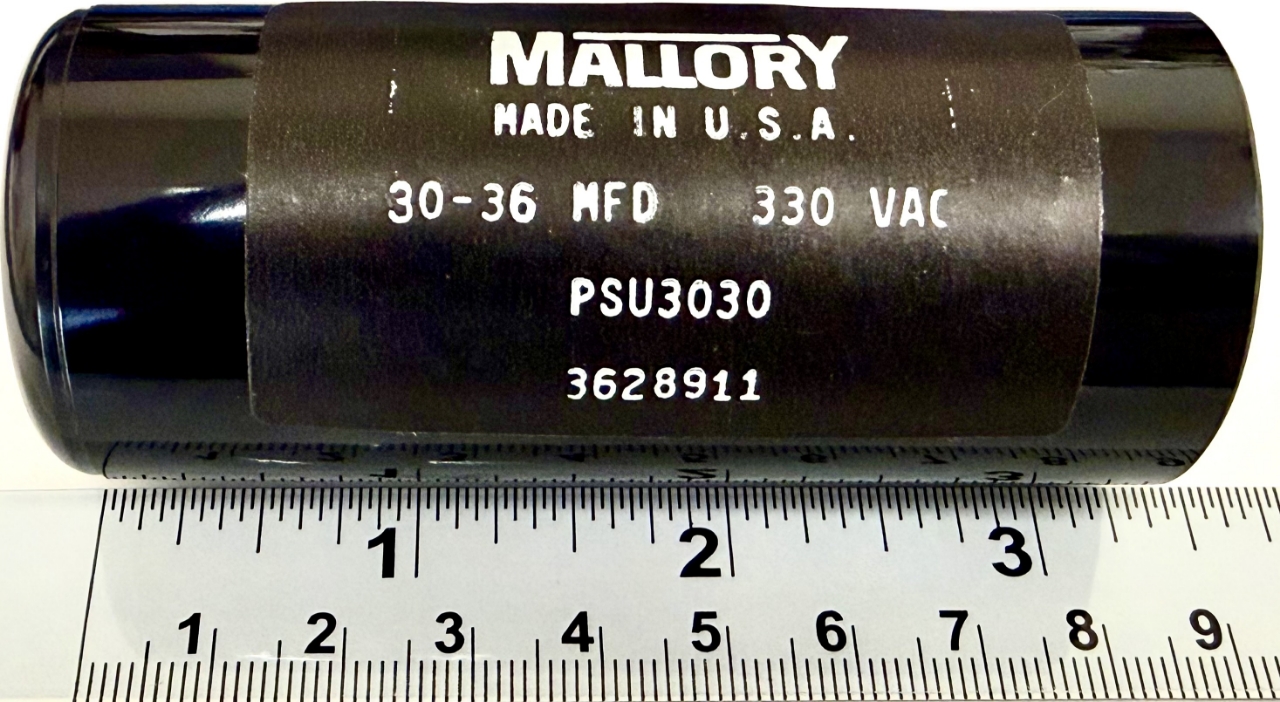 MALLORY
MADE IN U.S.A.
30-36 MFD 330 VAC
PSU3030
3628911
1 2 3
1 2 3 4 5 6 7 8 9